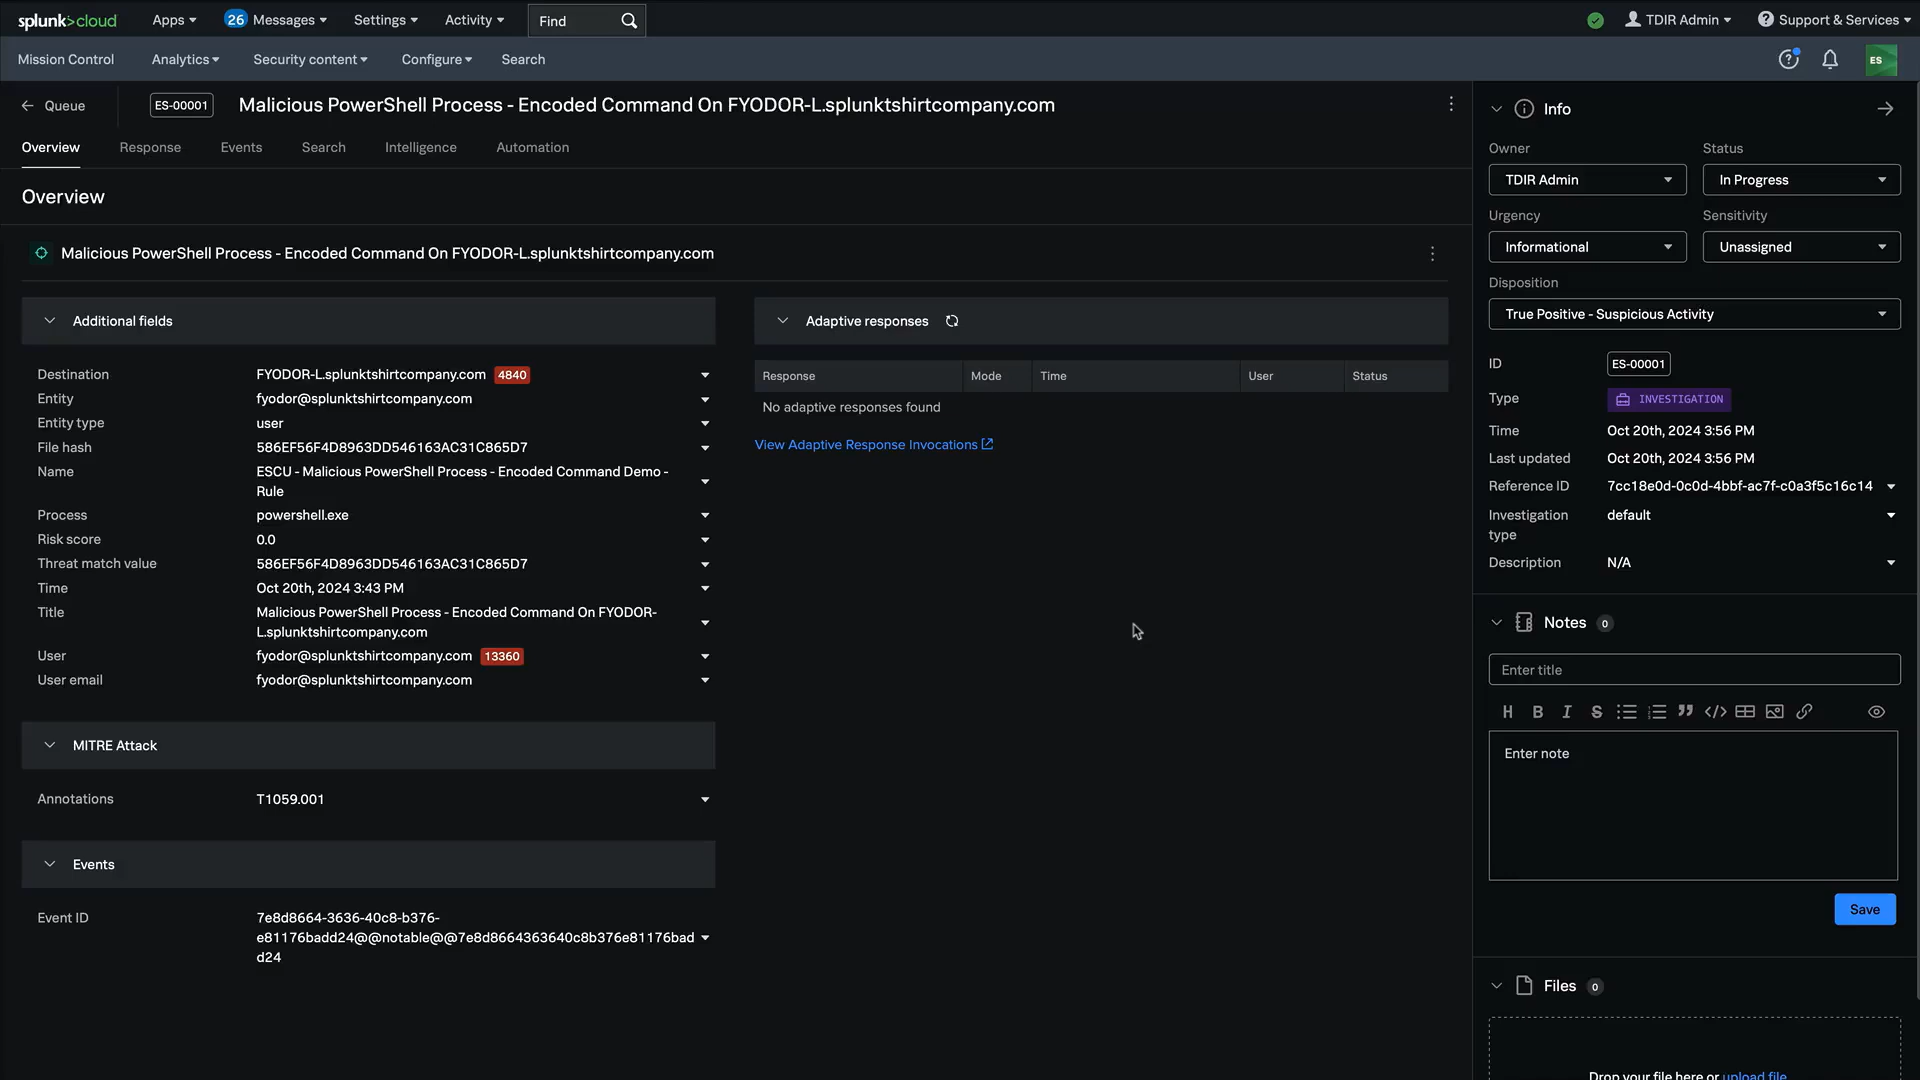 splunk>cloud
Apps
26 Messages
Settings
Activity
Find
TDIR Admin
Support & Services
Mission Control
Analytics
Security content
Configure
Search
ES
Queue
ES-00001
Malicious PowerShell Process - Encoded Command On FYODOR-L.splunktshirtcompany.com
Overview
Response
Events
Search
Intelligence
Automation
Overview
Malicious PowerShell Process - Encoded Command On FYODOR-L.splunktshirtcompany.com
Additional fields
Destination FYODOR-L.splunktshirtcompany.com 4840
Entity fyodor@splunktshirtcompany.com
Entity type user
File hash 586EF56F4D8963DD546163AC31C865D7
Name ESCU - Malicious PowerShell Process - Encoded Command Demo -
Rule
Process powershell.exe
Risk score 0.0
Threat match value 586EF56F4D8963DD546163AC31C865D7
Time Oct 20th, 2024 3:43 PM
Title Malicious PowerShell Process - Encoded Command On FYODOR-
L.splunktshirtcompany.com
User fyodor@splunktshirtcompany.com 13360
User email fyodor@splunktshirtcompany.com
MITRE Attack
Annotations T1059.001
Events
Event ID 7e8d8664-3636-40c8-b376-
e81176badd24@@notable@@7e8d8664363640c8b376e81176bad
d24
Adaptive responses
Response Mode Time User Status
No adaptive responses found
View Adaptive Response Invocations
Info
Owner Status
TDIR Admin In Progress
Urgency Sensitivity
Informational Unassigned
Disposition
True Positive - Suspicious Activity
ID ES-00001
Type INVESTIGATION
Time Oct 20th, 2024 3:56 PM
Last updated Oct 20th, 2024 3:56 PM
Reference ID 7cc18e0d-0c0d-4bbf-ac7f-c0a3f5c16c14
Investigation default
type
Description N/A
Notes 0
Enter title
H B I S
Enter note
Save
Files 0
Drop your file here or upload file